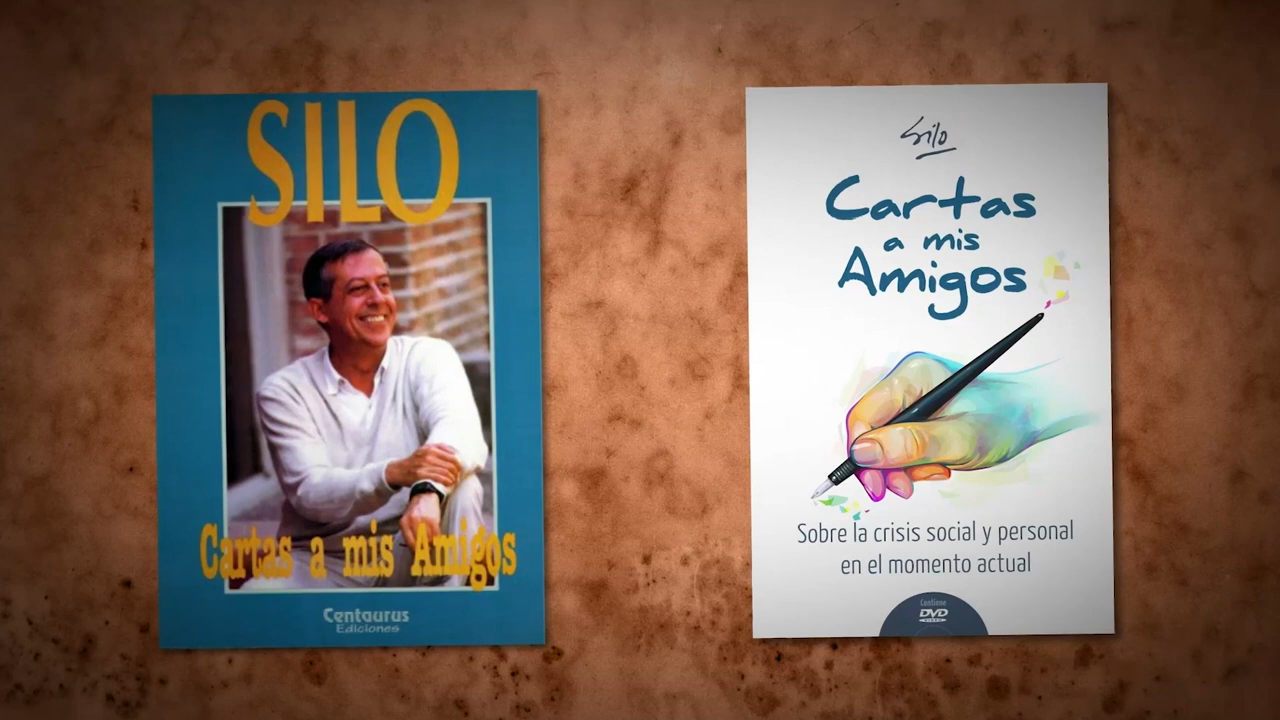 SILO
Cartas a mis Amigos
Centaurus
Ediciones
Silo
Cartas
a mis
Amigos
Sobre la crisis social y personal
en el momento actual
Contiene
DVD
VIDEO